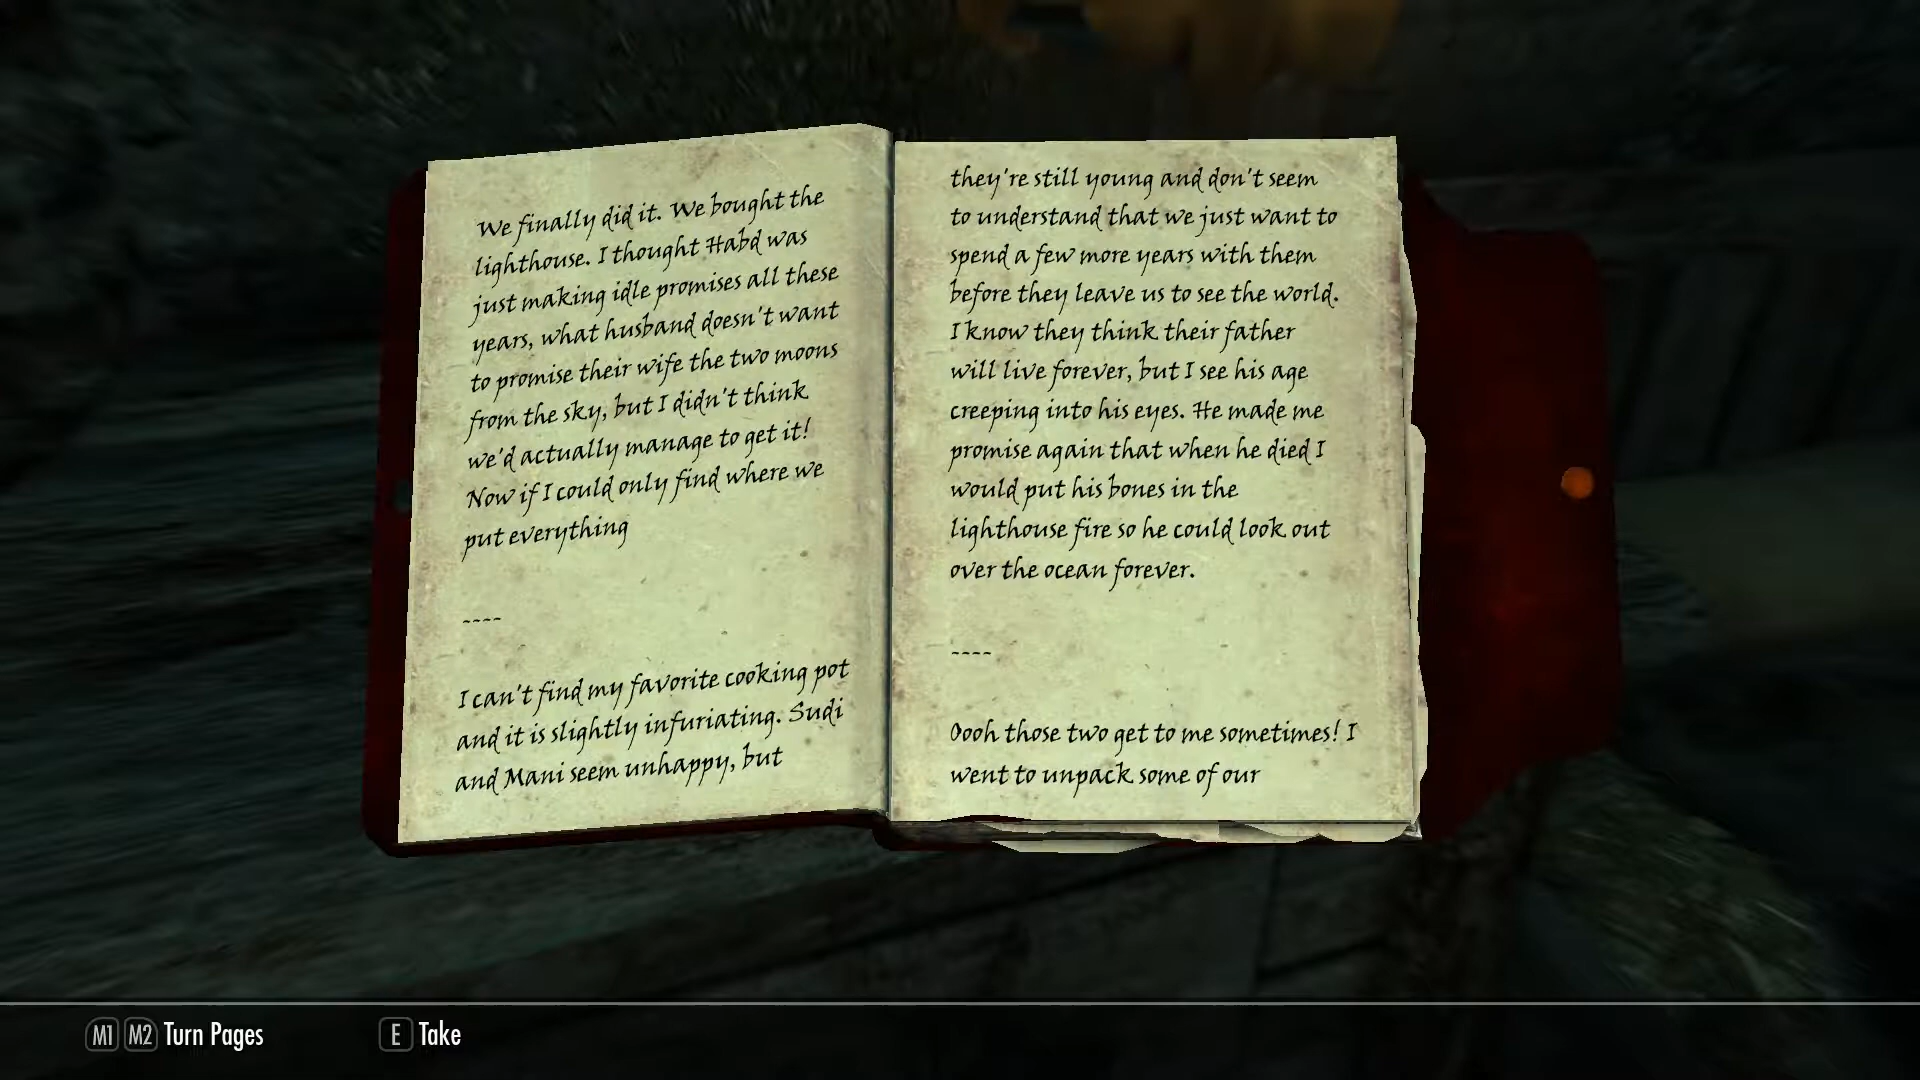 We finally did it. We bought the
lighthouse. I thought Habd was
just making idle promises all these
years, what husband doesn't want
to promise their wife the two moons
from the sky, but I didn't think
we'd actually manage to get it!
Now if I could only find where we
put everything
----
I can't find my favorite cooking pot
and it is slightly infuriating. Sudi
and Mani seem unhappy, but
they're still young and don't seem
to understand that we just want to
spend a few more years with them
before they leave us to see the world.
I know they think their father
will live forever, but I see his age
creeping into his eyes. He made me
promise again that when he died I
would put his bones in the
lighthouse fire so he could look out
over the ocean forever.
----
Oooh those two get to me sometimes! I
went to unpack some of our
M1 M2 Turn Pages E Take